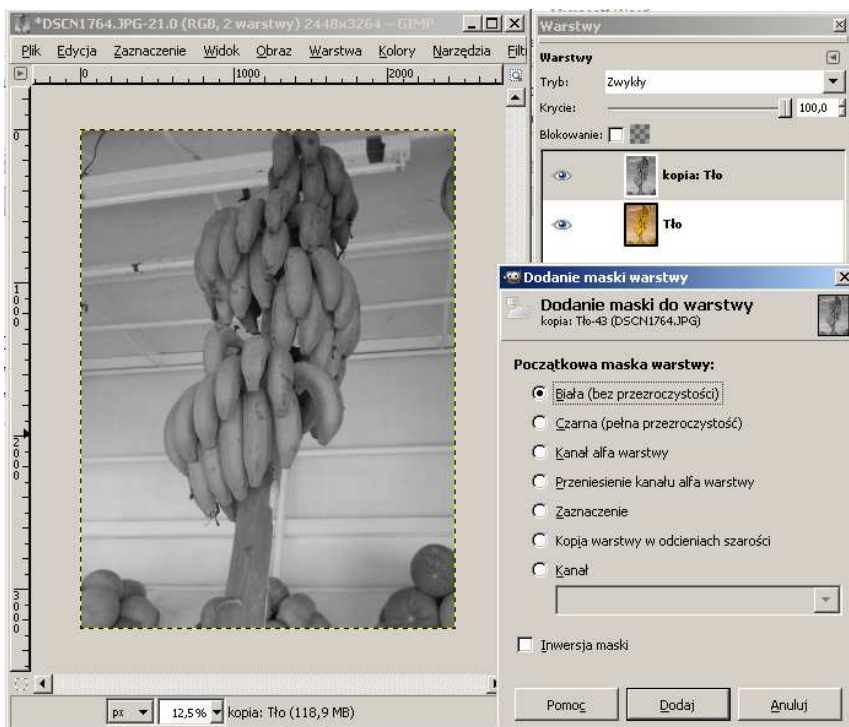 *DSCN1764.JPG-21.0 (RGB, 2 warstwy) 2448x3264 – GIMP
Plik Edycja Zaznaczenie Widok Obraz Warstwa Kolory Narzędzia Filt
0 1000 2000
0
1000
2000
3000
px 12,5% kopia: Tło (118,9 MB)
Warstwy
Warstwy
Tryb: Zwykły
Krycie: 100,0
Blokowanie:
kopia: Tło
Tło
Dodanie maski warstwy
Dodanie maski do warstwy
kopia: Tło-43 (DSCN1764.JPG)
Początkowa maska warstwy:
Biała (bez przezroczystości)
Czarna (pełna przezroczystość)
Kanał alfa warstwy
Przeniesienie kanału alfa warstwy
Zaznaczenie
Kopia warstwy w odcieniach szarości
Kanał
Inwersja maski
Pomoc Dodaj Anuluj